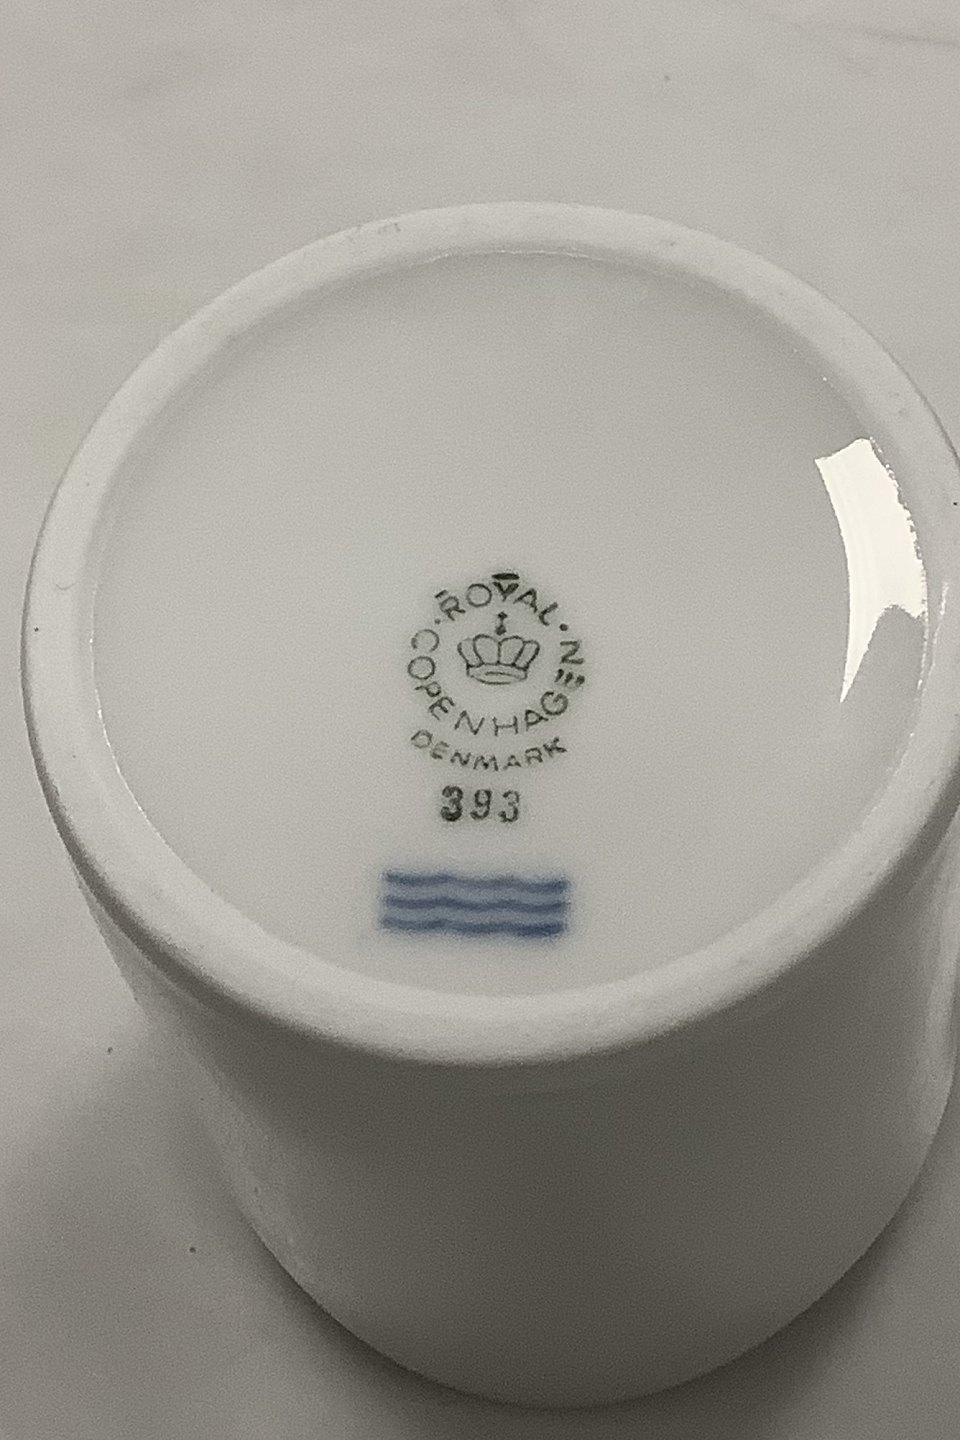 ROYAL
COPENHAGEN
DENMARK
393